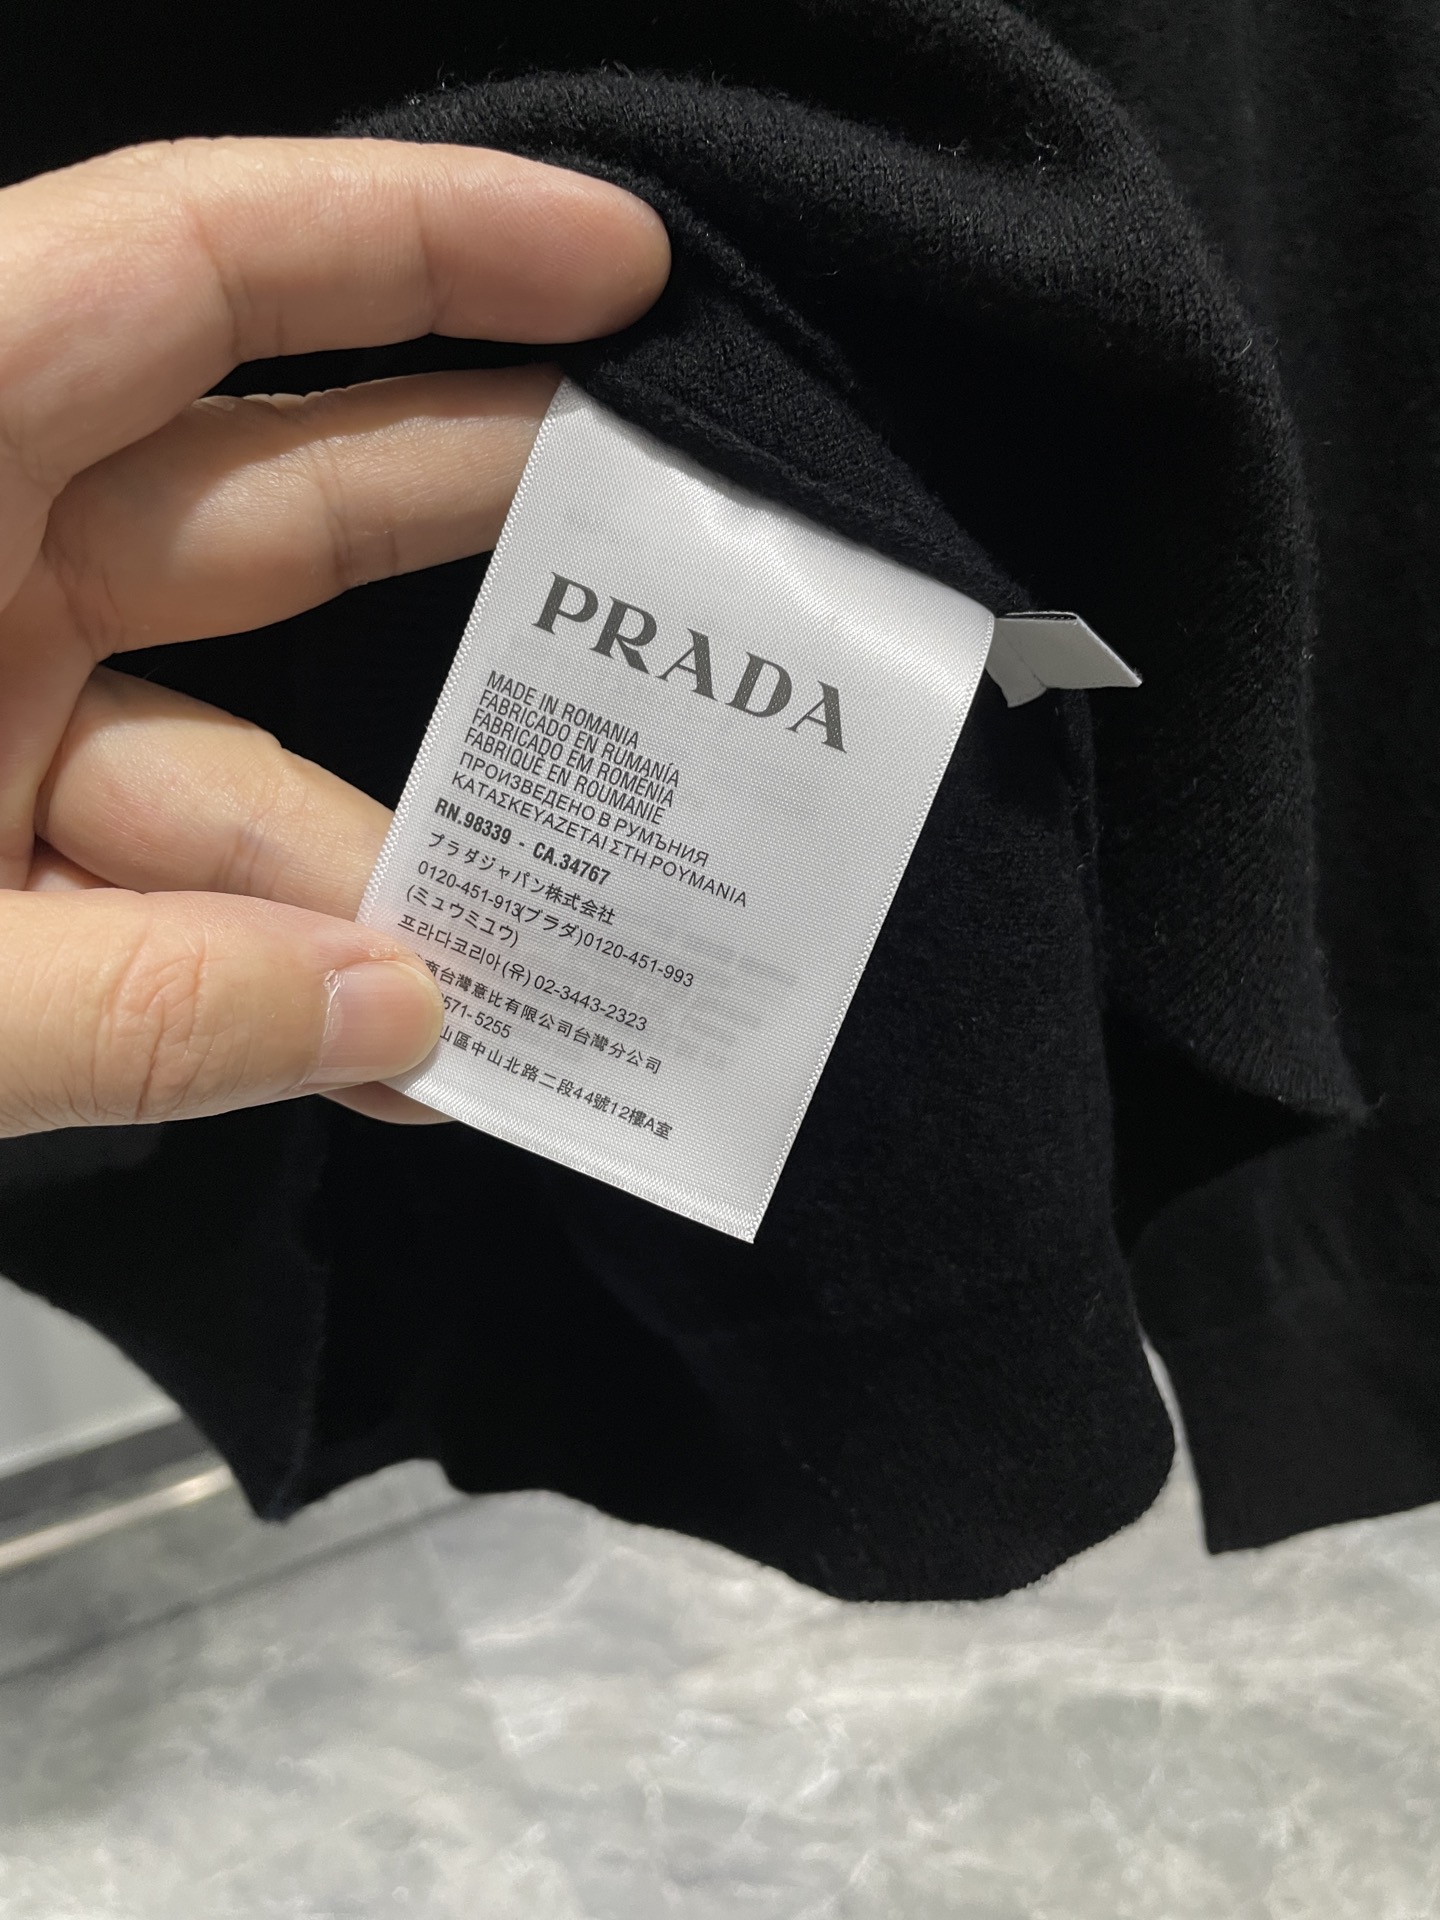 PRADA
MADE IN ROMANIA
FABRICADO EN RUMANÍA
FABRICADO EM ROMENIA
FABRIQUÉ EN ROUMANIE
ПРОИЗВЕДЕНО В РУМЪНИЯ
ΚΑΤΑΣΚΕΥΑΖΕΤΑΙ ΣΤΗ ΡΟΥΜΑΝΙΑ
RN.98339 - CA.34767
プラダジャパン株式会社
0120-451-913(プラダ)0120-451-993
(ミュウミユウ)
프라다코리아(유) 02-3443-2323
商台灣意比有限公司台灣分公司
571-5255
山區中山北路二段44號12樓A室